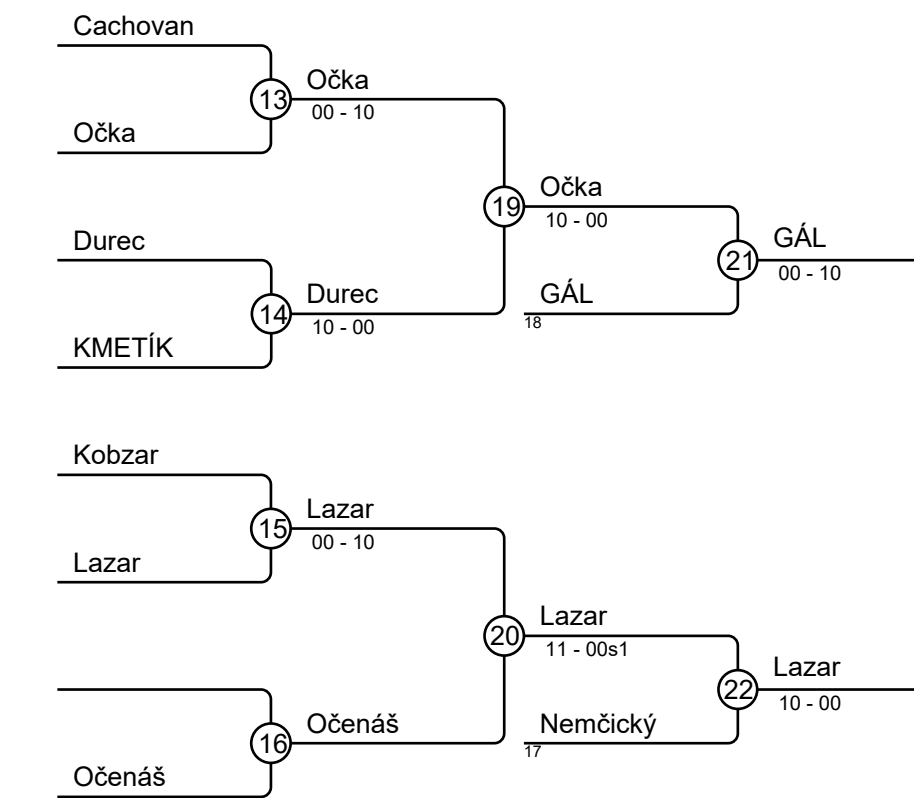 Cachovan
Očka
13
00 - 10
Očka
Očka
19
10 - 00
Durec
GÁL
21
00 - 10
Durec
14
10 - 00
GÁL
18
KMETÍK
Kobzar
Lazar
15
00 - 10
Lazar
Lazar
20
11 - 00s1
Lazar
22
10 - 00
Očenáš
16
Nemčický
17
Očenáš